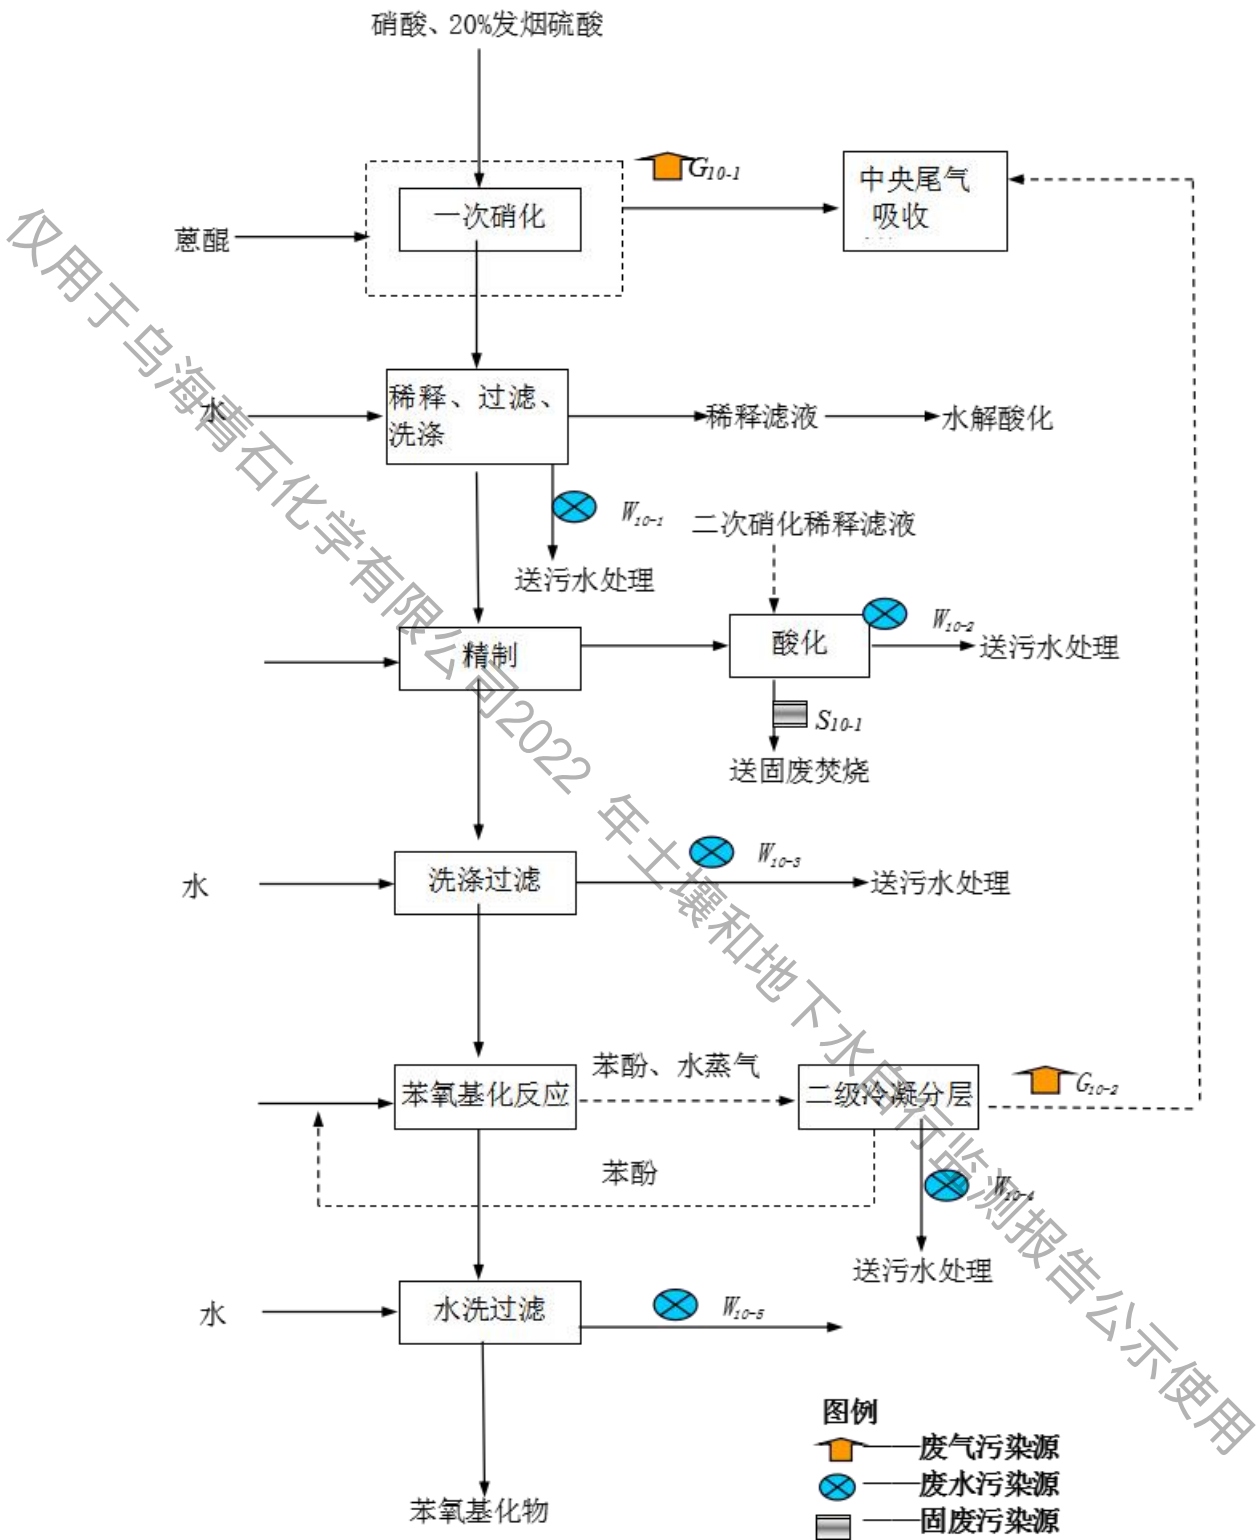 硝酸、20%发烟硫酸
G10-1
中央尾气
吸收
一次硝化
蒽醌
稀释、过滤、
洗涤
水
稀释滤液
水解酸化
W10-1
二次硝化稀释滤液
送污水处理
W10-2
酸化
精制
送污水处理
S10-1
送固废焚烧
W10-3
水
洗涤过滤
送污水处理
苯酚、水蒸气
G10-2
苯氧基化反应
二级冷凝分层
苯酚
W10-4
送污水处理
水
水洗过滤
W10-5
图例
——废气污染源
——废水污染源
——固废污染源
苯氧基化物
仅用于乌海青石化学有限公司2022 年土壤和地下水自行监测报告公示使用